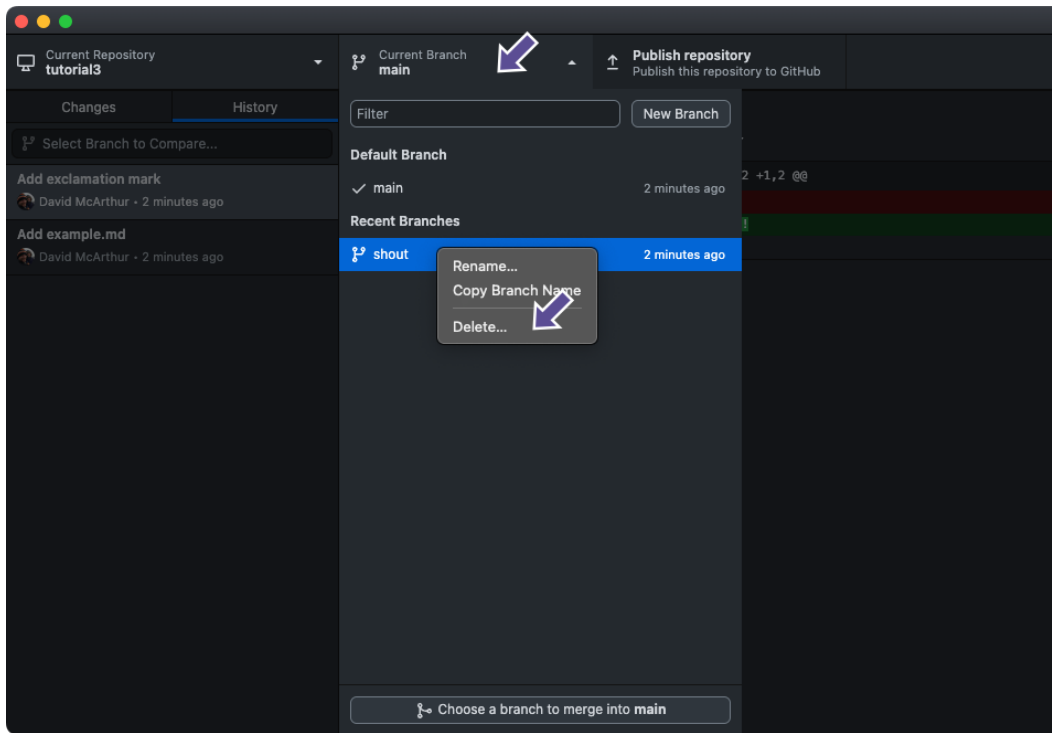 Current Repository
tutorial3
Current Branch
main
Publish repository
Publish this repository to GitHub
Changes
History
Select Branch to Compare...
Add exclamation mark
David McArthur • 2 minutes ago
Add example.md
David McArthur • 2 minutes ago
Filter
New Branch
Default Branch
main
2 minutes ago
Recent Branches
shout
2 minutes ago
Rename...
Copy Branch Name
Delete...
2 +1,2 @@
!
Choose a branch to merge into main